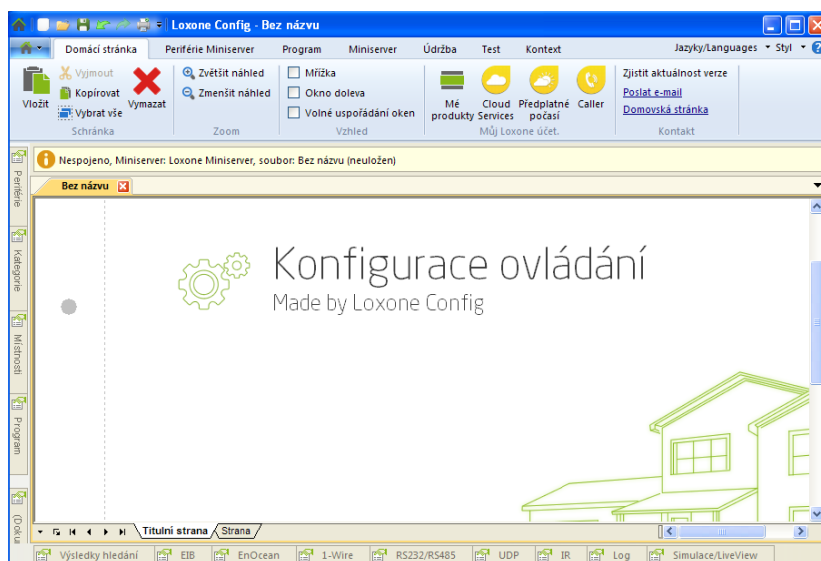 Loxone Config - Bez názvu
Domácí stránka Periférie Miniserver Program Miniserver Údržba Test Kontext Jazyky/Languages Styl
Vložit
Vyjmout
Kopírovat
Vybrat vše
Vymazat
Schránka
Zvětšit náhled
Zmenšit náhled
Zoom
Mřížka
Okno doleva
Volné uspořádání oken
Vzhled
Mé produkty
Cloud Services
Předplatné počasí
Caller
Můj Loxone účet.
Zjistit aktuálnost verze
Poslat e-mail
Domovská stránka
Kontakt
Nespojeno, Miniserver: Loxone Miniserver, soubor: Bez názvu (neuložen)
Bez názvu
Periférie
Kategorie
Místnosti
Program
Konfigurace ovládání
Made by Loxone Config
Titulní strana Strana
Výsledky hledání EIB EnOcean 1-Wire RS232/RS485 UDP IR Log Simulace/LiveView